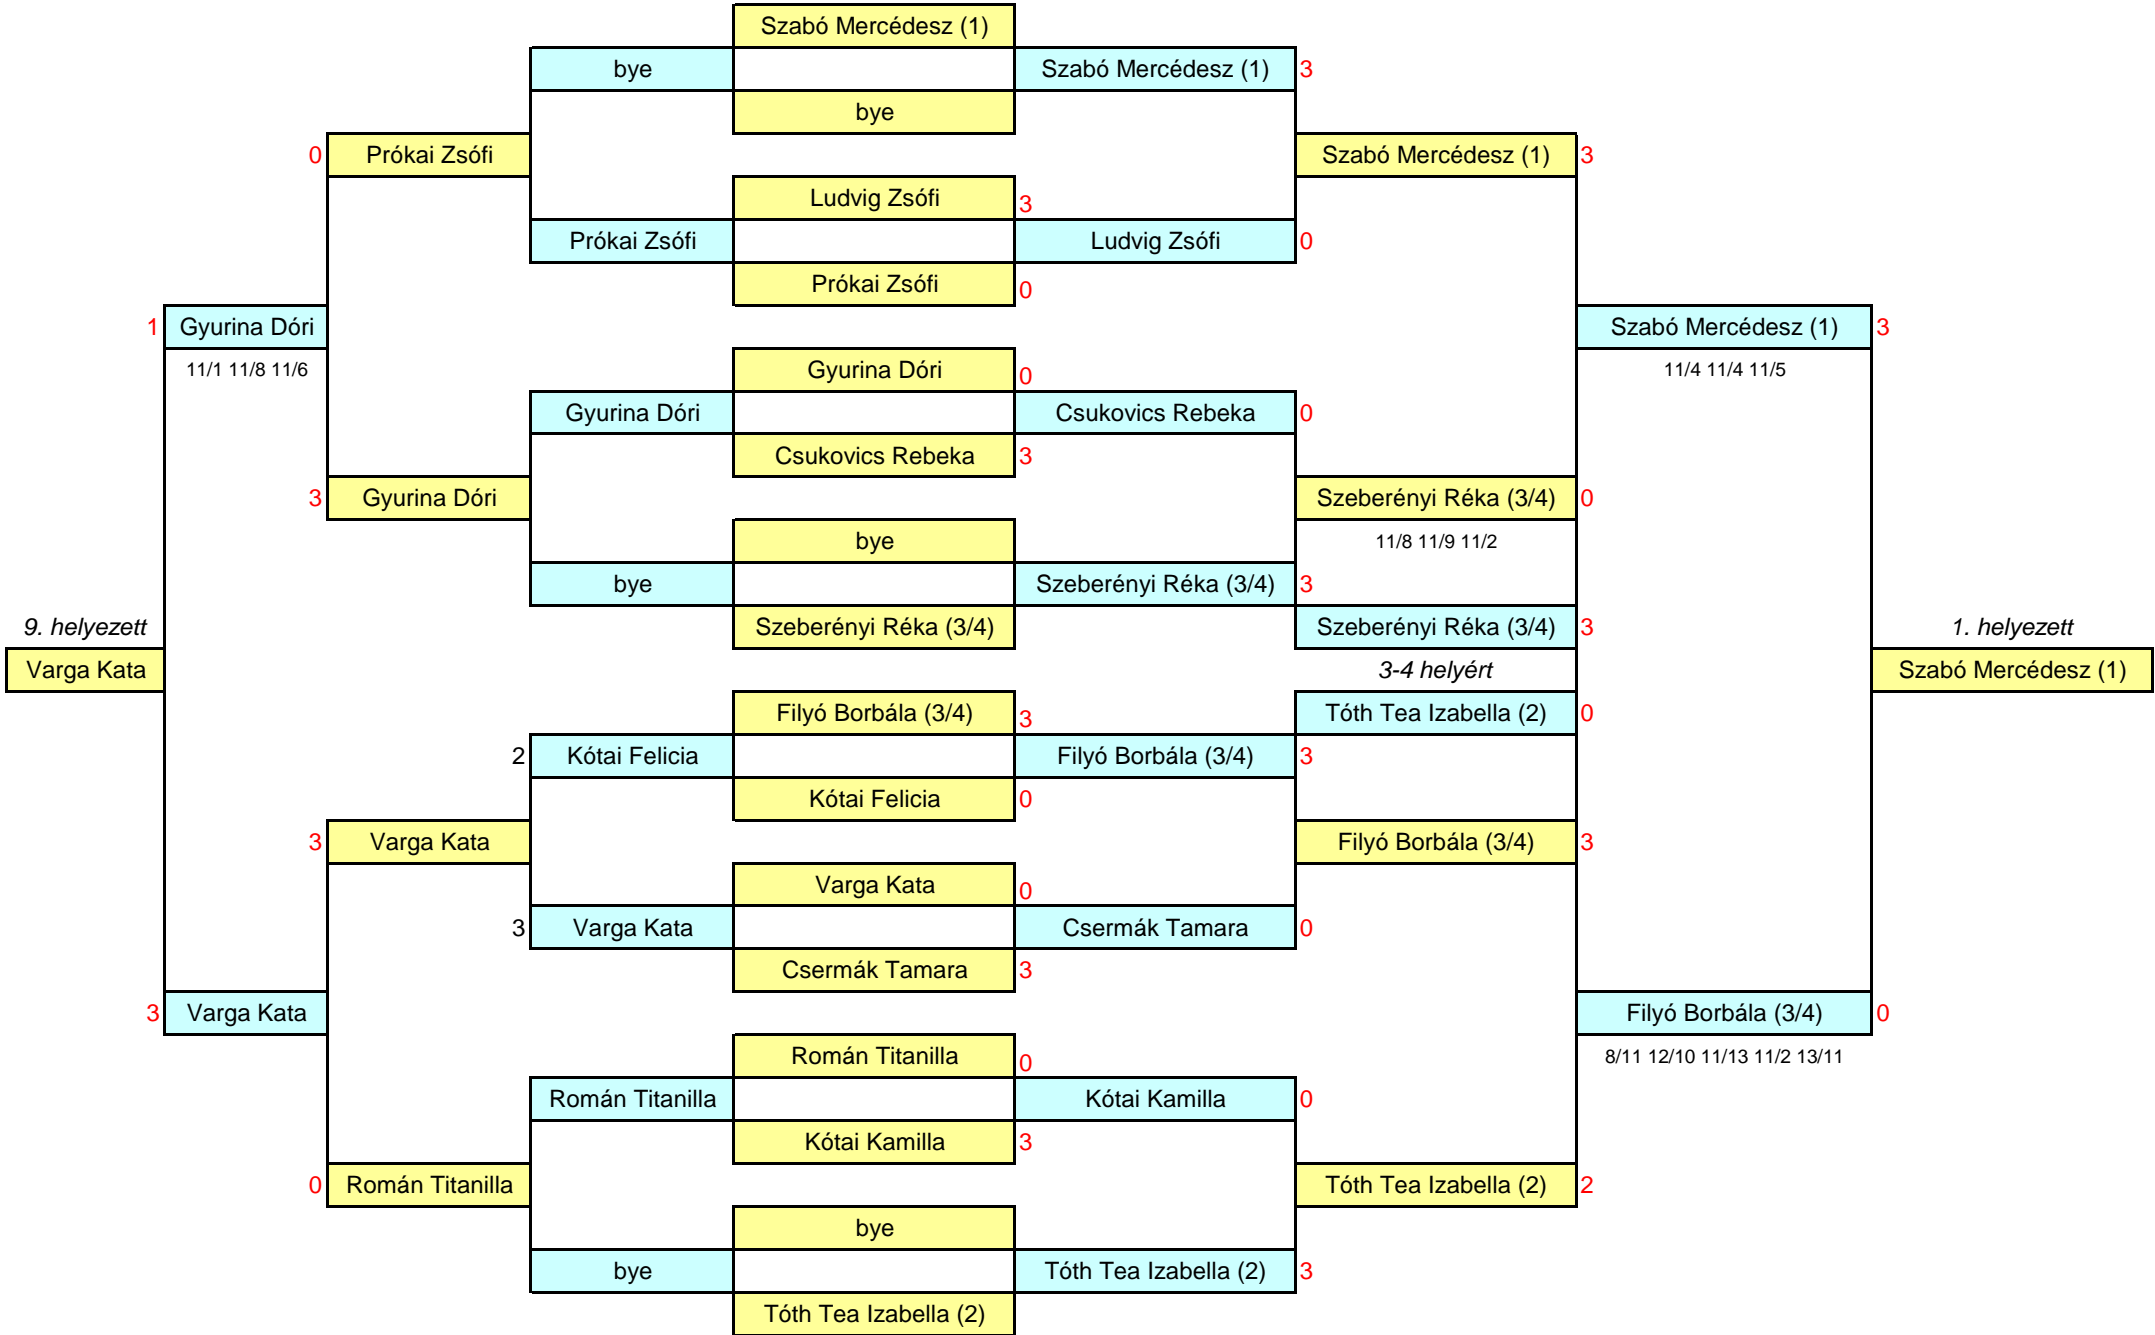 Szabó Mercédesz (1)
bye Szabó Mercédesz (1) 3
bye
0 Prókai Zsófi Szabó Mercédesz (1) 3
Ludvig Zsófi 3
Prókai Zsófi Ludvig Zsófi 0
Prókai Zsófi 0
1 Gyurina Dóri Szabó Mercédesz (1) 3
11/1 11/8 11/6 Gyurina Dóri 0 11/4 11/4 11/5
Gyurina Dóri Csukovics Rebeka 0
Csukovics Rebeka 3
3 Gyurina Dóri Szeberényi Réka (3/4) 0
bye 11/8 11/9 11/2
bye Szeberényi Réka (3/4) 3
9. helyezett Szeberényi Réka (3/4) Szeberényi Réka (3/4) 3 1. helyezett
Varga Kata 3-4 helyért Szabó Mercédesz (1)
Filyó Borbála (3/4) 3 Tóth Tea Izabella (2) 0
2 Kótai Felicia Filyó Borbála (3/4) 3
Kótai Felicia 0
3 Varga Kata Filyó Borbála (3/4) 3
Varga Kata 0
3 Varga Kata Csermák Tamara 0
Csermák Tamara 3
3 Varga Kata Filyó Borbála (3/4) 0
Román Titanilla 0 8/11 12/10 11/13 11/2 13/11
Román Titanilla Kótai Kamilla 0
Kótai Kamilla 3
0 Román Titanilla Tóth Tea Izabella (2) 2
bye
bye Tóth Tea Izabella (2) 3
Tóth Tea Izabella (2)